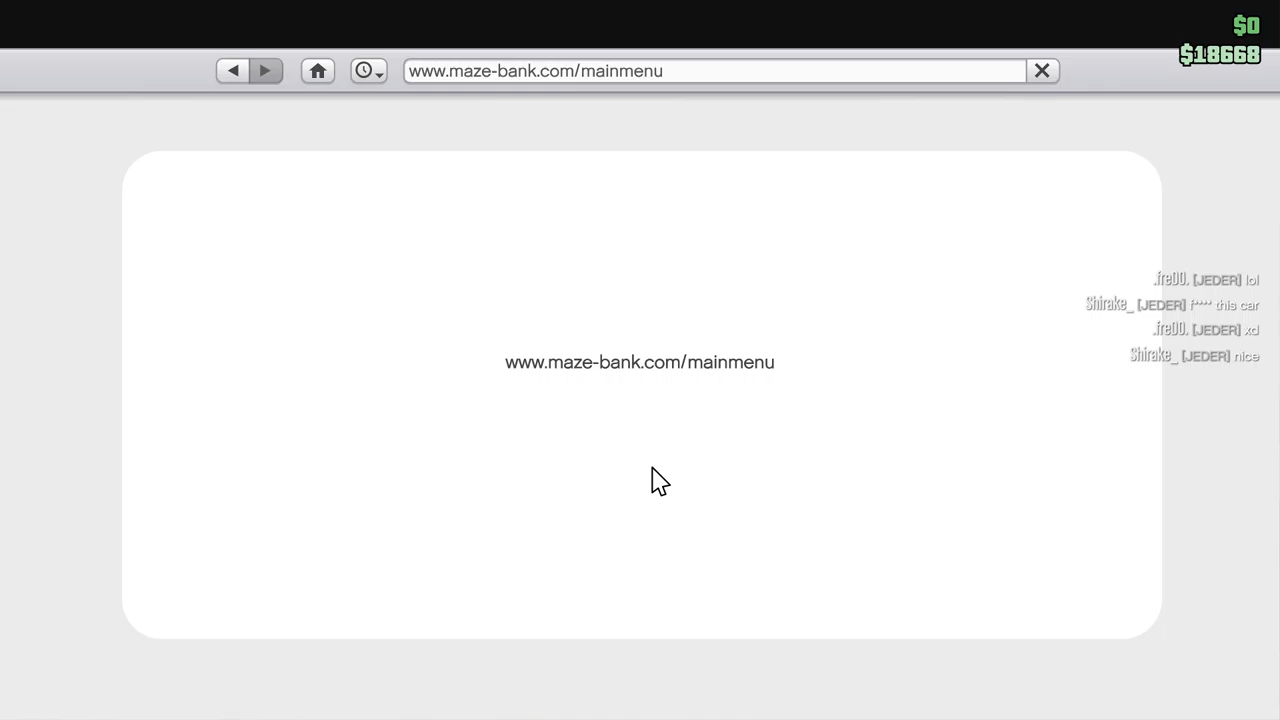 $0
$18668
www.maze-bank.com/mainmenu
.fre00. [JEDER] lol
Shirake_ [JEDER] f**** this car
.fre00. [JEDER] xd
Shirake_ [JEDER] nice
www.maze-bank.com/mainmenu